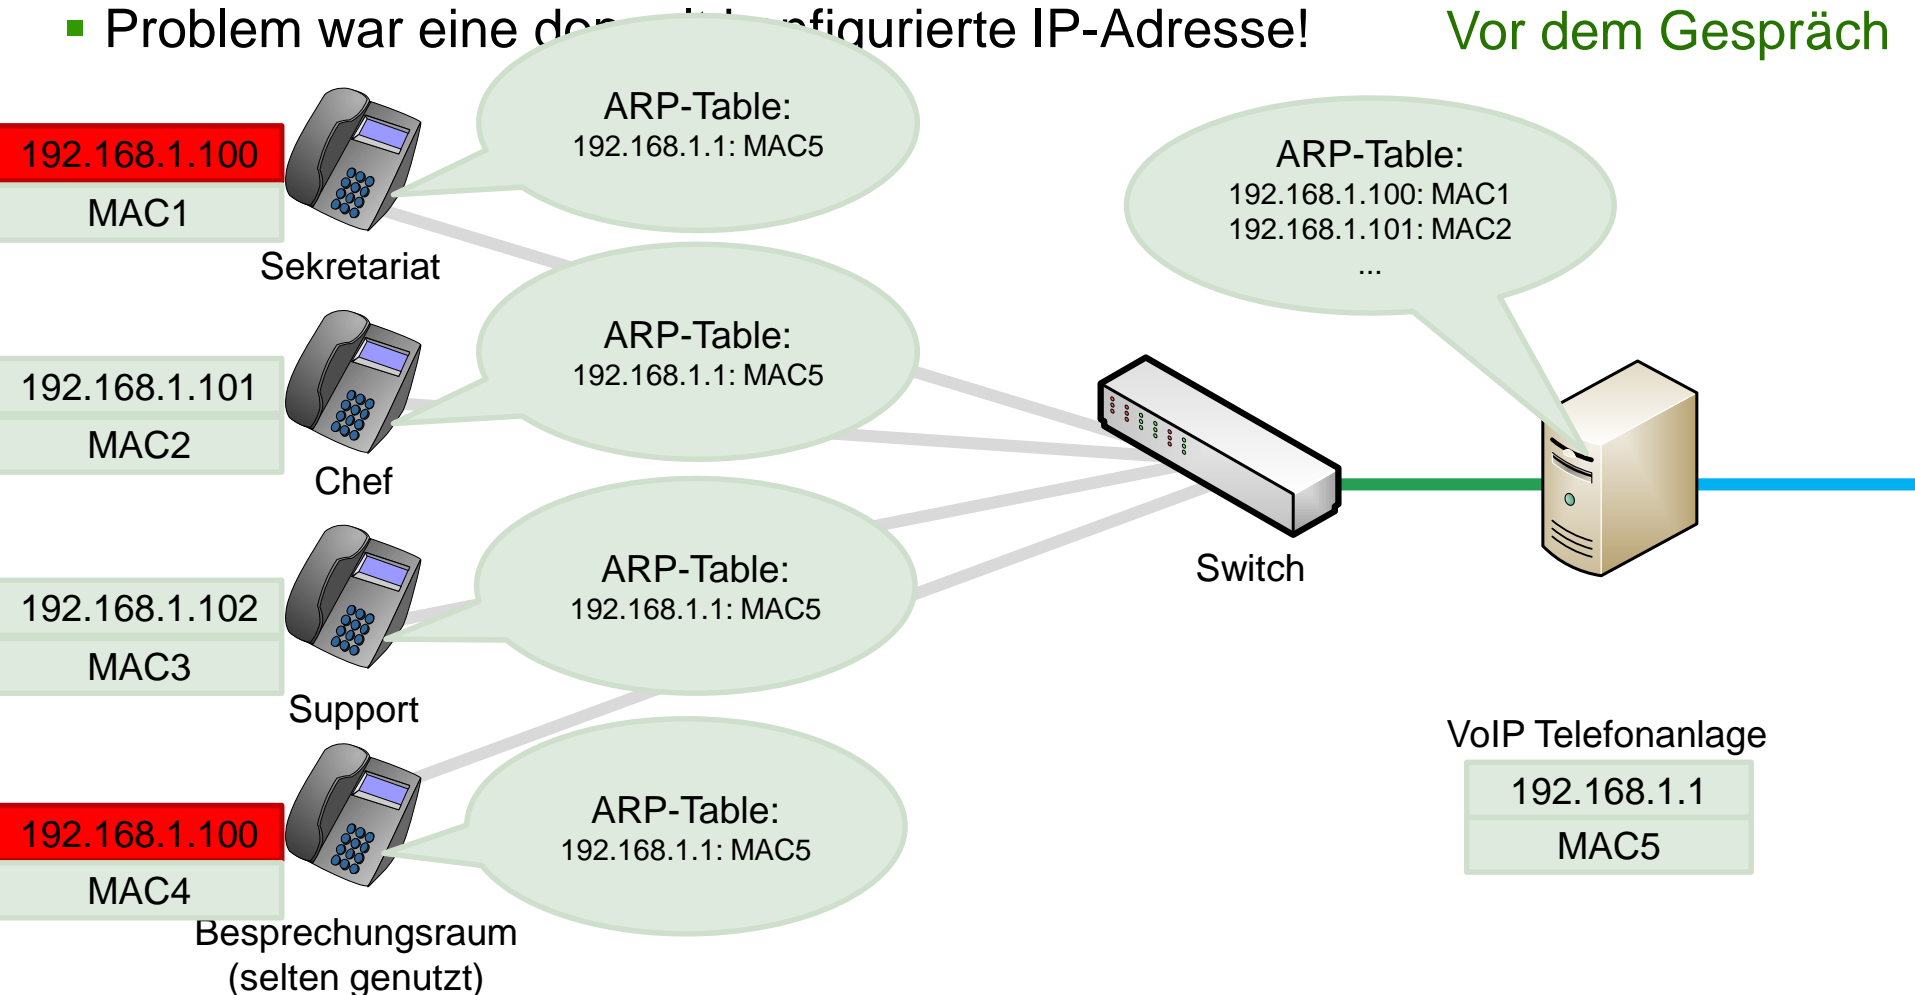 Problem war eine konfigurierte IP-Adresse!
Vor dem Gespräch
192.168.1.100
MAC1
Sekretariat
ARP-Table:
192.168.1.1: MAC5
ARP-Table:
192.168.1.100: MAC1
192.168.1.101: MAC2
...
192.168.1.101
MAC2
Chef
ARP-Table:
192.168.1.1: MAC5
192.168.1.102
MAC3
Support
ARP-Table:
192.168.1.1: MAC5
Switch
192.168.1.100
MAC4
Besprechungsraum
(selten genutzt)
ARP-Table:
192.168.1.1: MAC5
VoIP Telefonanlage
192.168.1.1
MAC5